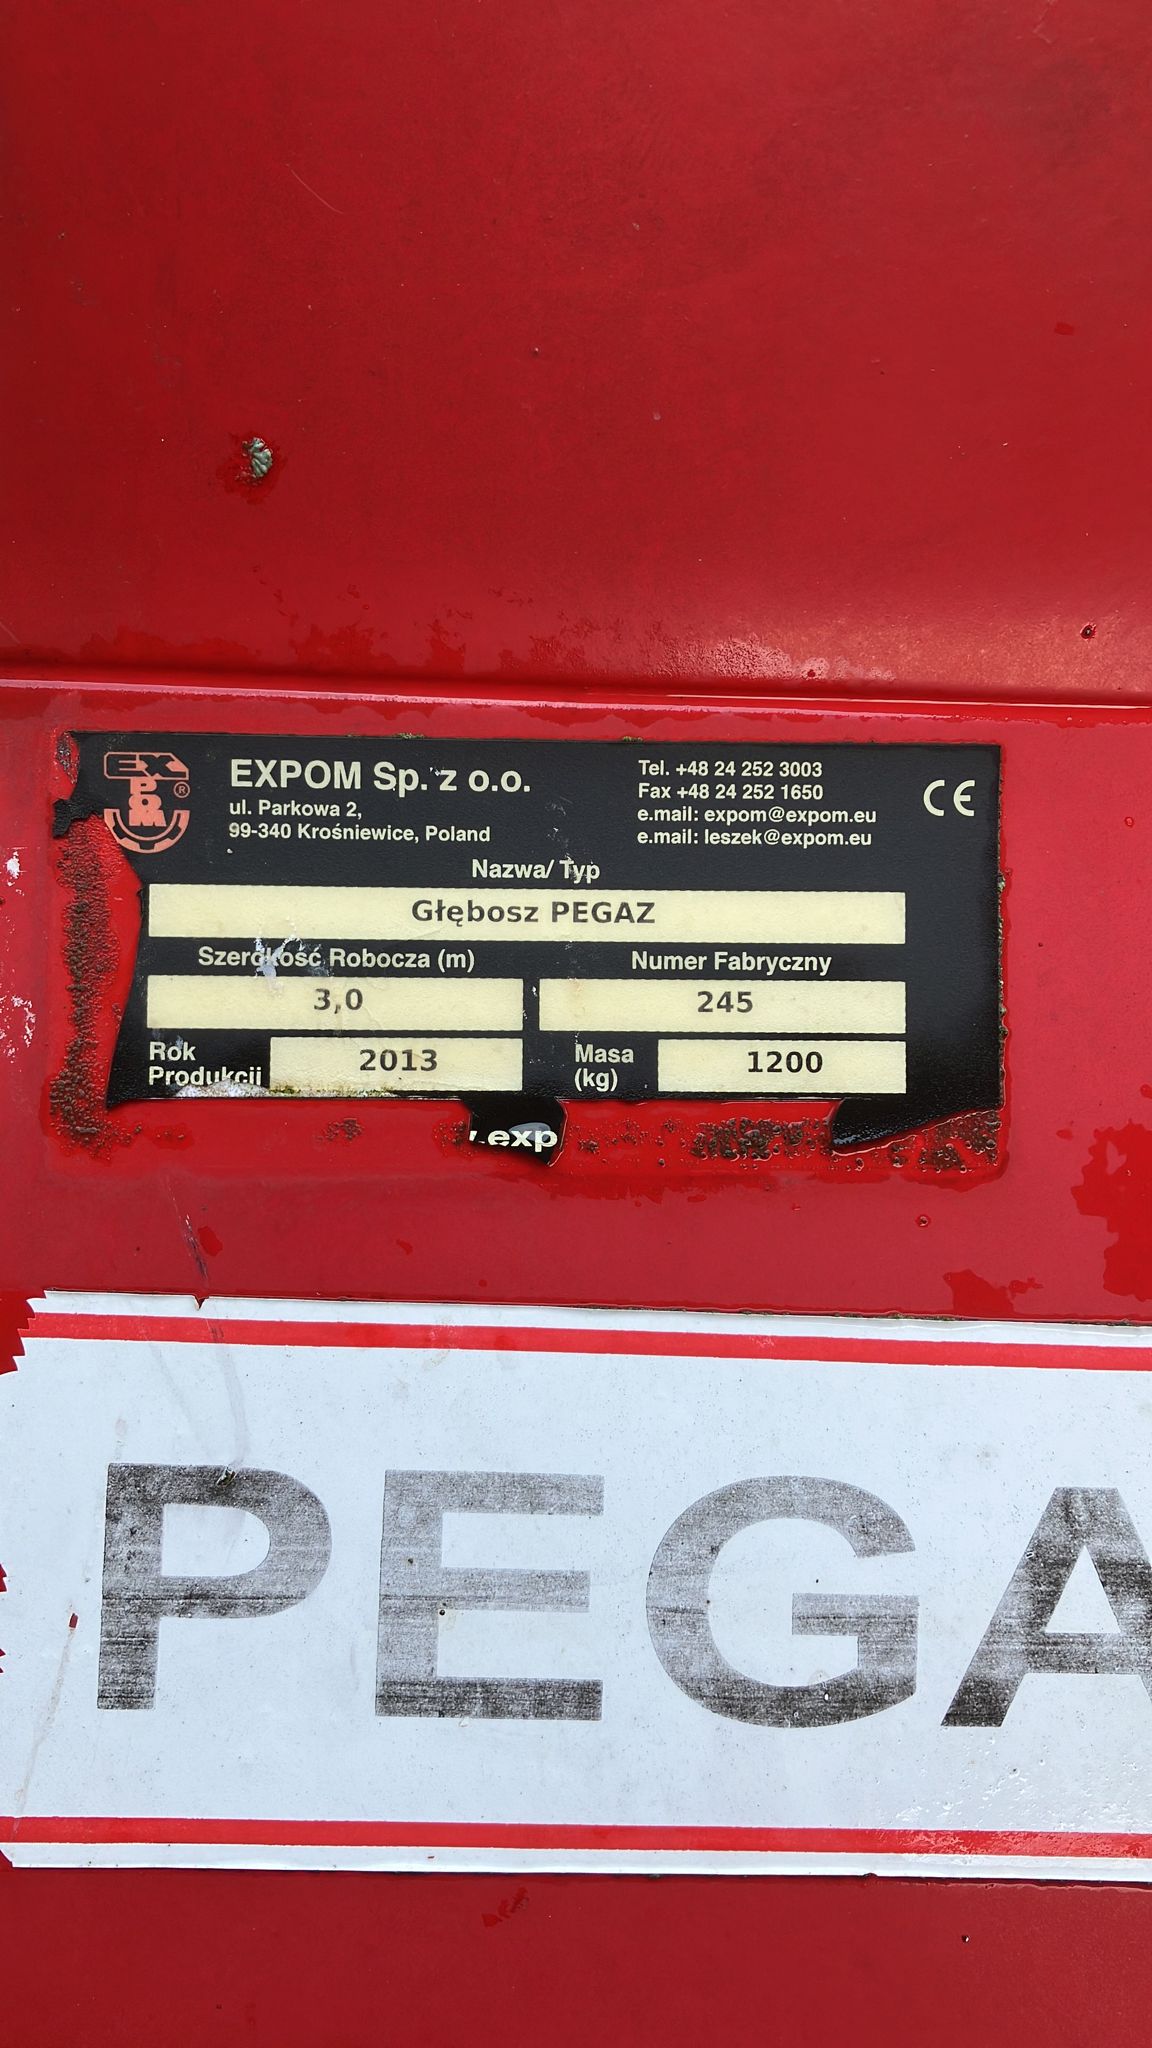 EXPOM ®
EXPOM Sp. z o.o.
ul. Parkowa 2,
99-340 Krośniewice, Poland
Tel. +48 24 252 3003
Fax +48 24 252 1650
e.mail: expom@expom.eu
e.mail: leszek@expom.eu
CE
Nazwa/ Typ
Głębosz PEGAZ
Szerokość Robocza (m)
Numer Fabryczny
3,0
245
Rok
Produkcji
2013
Masa
(kg)
1200
.exp
PEGA